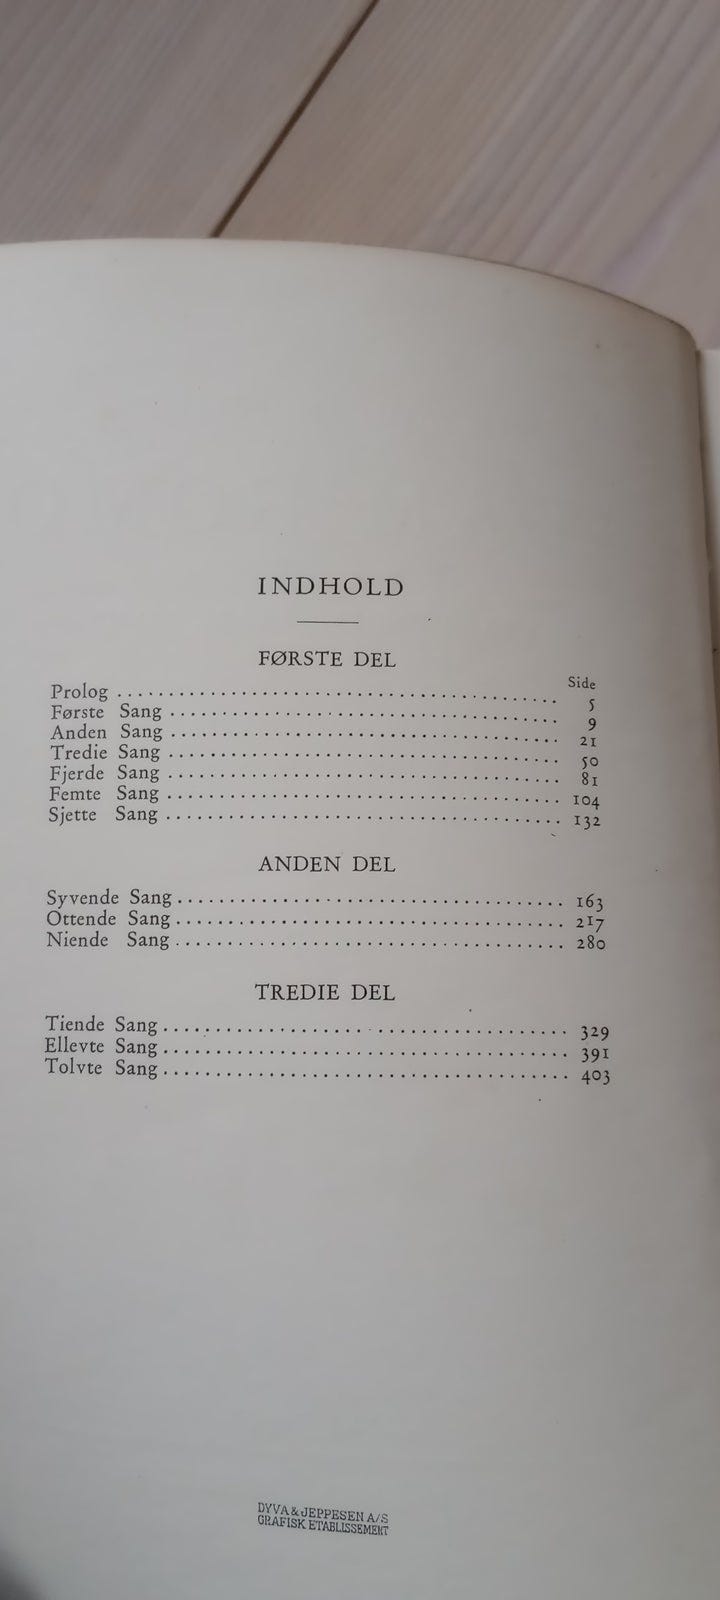 INDHOLD
FØRSTE DEL
Side
Prolog ........................................ 5
Første Sang ........................................ 9
Anden Sang ........................................ 21
Tredie Sang ........................................ 50
Fjerde Sang ........................................ 81
Femte Sang ........................................ 104
Sjette Sang ........................................ 132
ANDEN DEL
Syvende Sang ........................................ 163
Ottende Sang ........................................ 217
Niende Sang ........................................ 280
TREDIE DEL
Tiende Sang ........................................ 329
Ellevte Sang ........................................ 391
Tolvte Sang ........................................ 403
DYVA & JEPPESEN A/S
GRAFISK ETABLISSEMENT